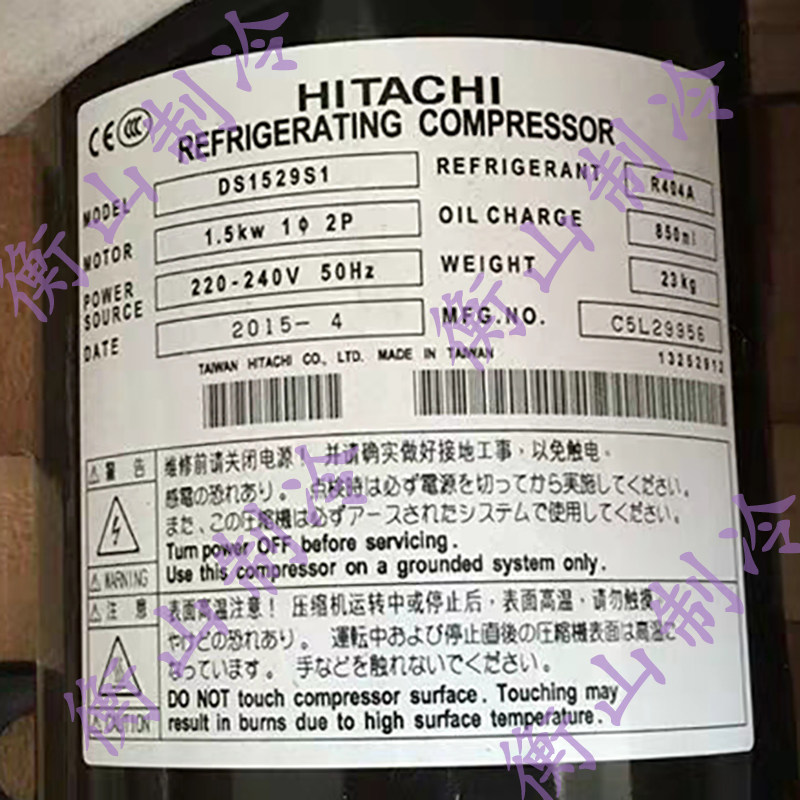 HITACHI
CE CCC REFRIGERATING COMPRESSOR
MODEL DS1529S1 REFRIGERANT R404A
MOTOR 1.5kw 1ϕ 2P OIL CHARGE 850ml
POWER SOURCE 220-240V 50Hz WEIGHT 23kg
DATE 2015- 4 MFG.NO. C5L29956
TAIWAN HITACHI CO., LTD. MADE IN TAIWAN 13252912
警 告 维修前请关闭电源! 并请确实做好接地工事,以免触电.
感電の恐れあり。点検時は必ず電源を切ってから実施してください。
また、この圧縮機は必ずアースされたシステムで使用してください。
Turn power OFF before servicing.
WARNING Use this compressor on a grounded system only.
注 意 表面高温注意! 压缩机运转中或停止后,表面高温,请勿触摸
やけどの恐れあり。運転中および停止直後の圧縮機表面は高温に
なっています。手などを触れないでください。
DO NOT touch compressor surface. Touching may
CAUTION result in burns due to high surface temperature.
衡山制冷
衡山制冷
衡山制冷
衡山制冷
衡山制冷
衡山制冷